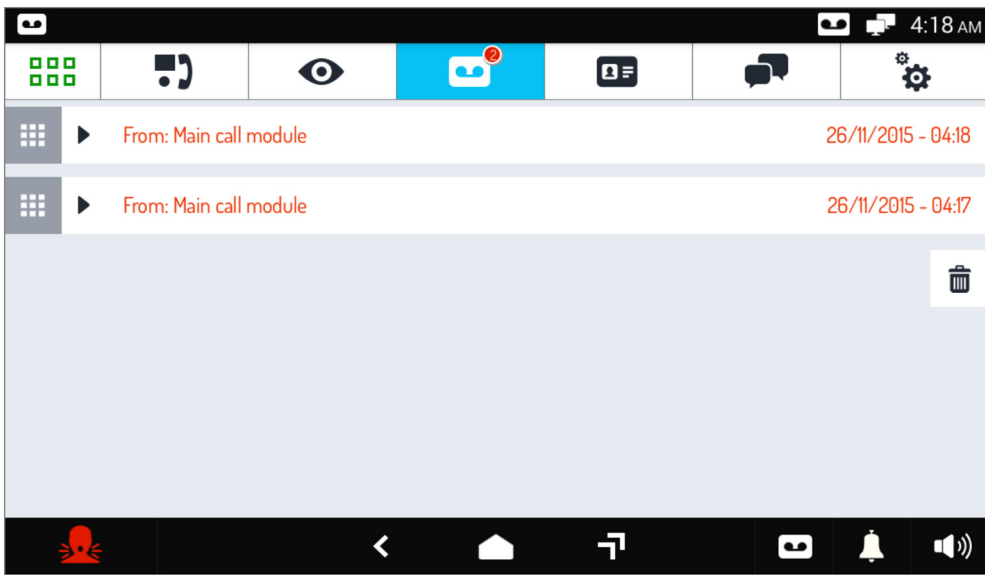 4:18 AM
2
From: Main call module 26/11/2015 - 04:18
From: Main call module 26/11/2015 - 04:17